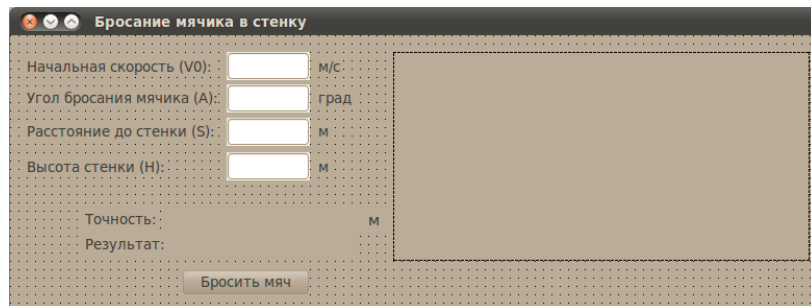 Бросание мячика в стенку
Начальная скорость (V0): м/с
Угол бросания мячика (A): град
Расстояние до стенки (S): м
Высота стенки (H): м
Точность: м
Результат:
Бросить мяч